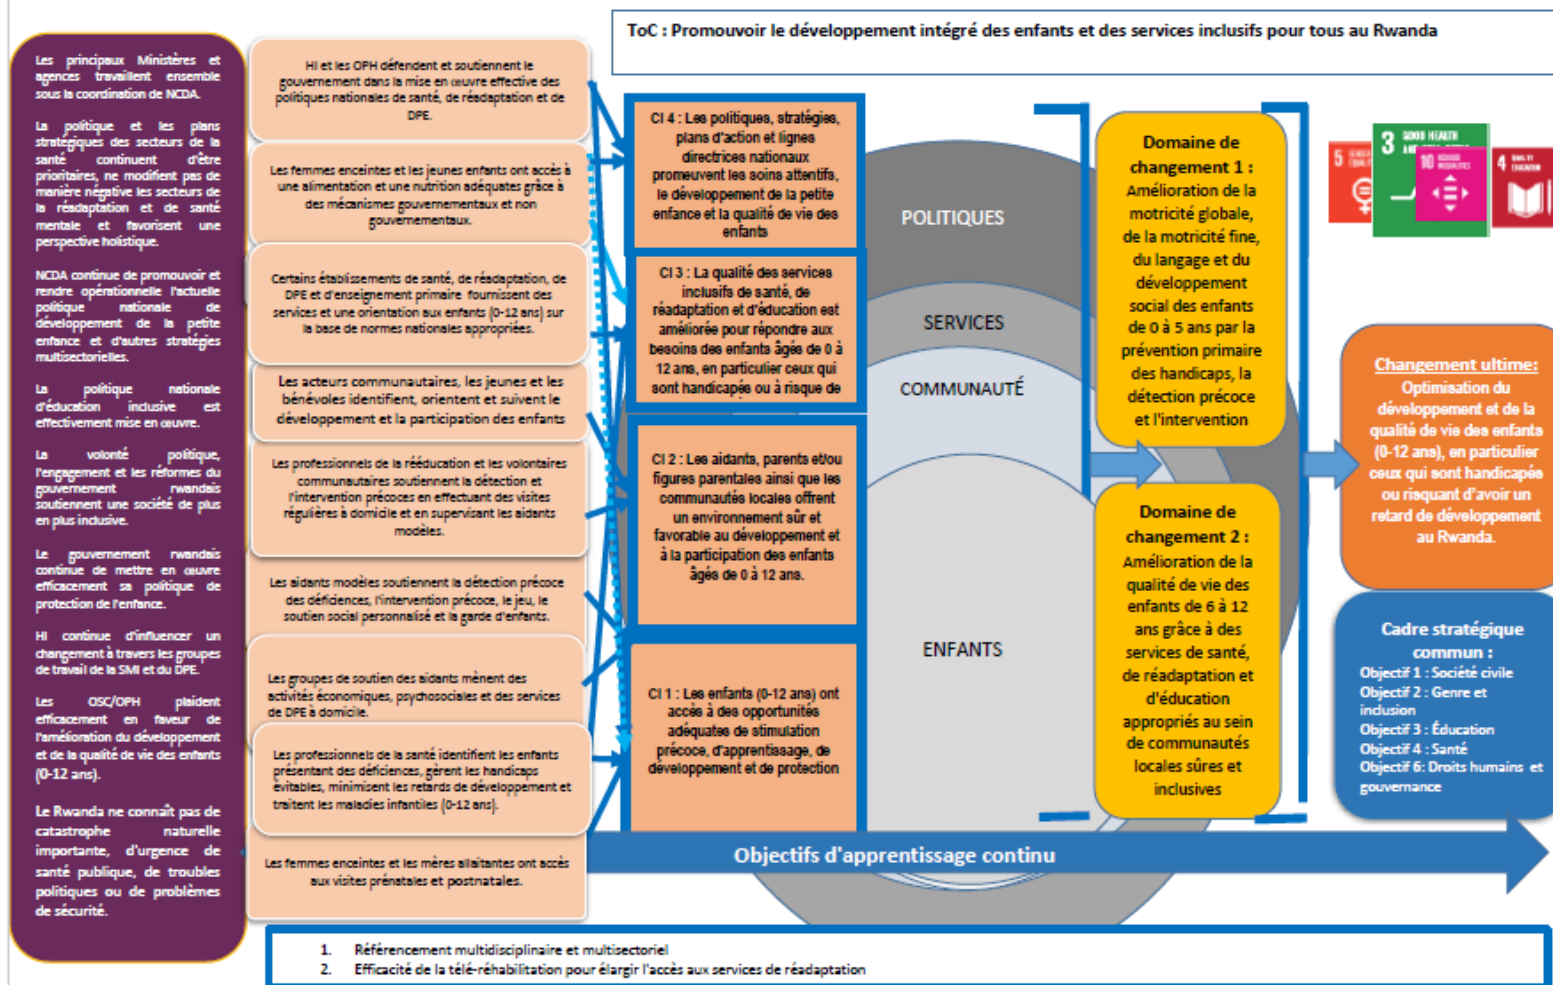 ToC : Promouvoir le développement intégré des enfants et des services inclusifs pour tous au Rwanda
Les principaux Ministères et
agences travaillent ensemble
sous la coordination de NCDA.
La politique et les plans
stratégiques des secteurs de la
santé continuent d'être
prioritaires, ne modifient pas de
manière négative les secteurs de
la réadaptation et de santé
mentale et favorisent une
perspective holistique.
NCDA continue de promouvoir et
rendre opérationnelle l'actuelle
politique nationale de
développement de la petite
enfance et d'autres stratégies
multisectorielles.
La politique nationale
d'éducation inclusive est
effectivement mise en œuvre.
La volonté politique,
l'engagement et les réformes du
gouvernement rwandais
soutiennent une société de plus
en plus inclusive.
Le gouvernement rwandais
continue de mettre en œuvre
efficacement sa politique de
protection de l'enfance.
HI continue d'influencer un
changement à travers les groupes
de travail de la SMI et du DPE.
Les OSC/OPH plaident
efficacement en faveur de
l'amélioration du développement
et de la qualité de vie des enfants
(0-12 ans).
Le Rwanda ne connaît pas de
catastrophe naturelle
importante, d'urgence de
santé publique, de troubles
politiques ou de problèmes
de sécurité.
HI et les OPH défendent et soutiennent le
gouvernement dans la mise en œuvre effective des
politiques nationales de santé, de réadaptation et de
DPE.
Les femmes enceintes et les jeunes enfants ont accès à
une alimentation et une nutrition adéquates grâce à
des mécanismes gouvernementaux et non
gouvernementaux.
Certains établissements de santé, de réadaptation, de
DPE et d'enseignement primaire fournissent des
services et une orientation aux enfants (0-12 ans) sur
la base de normes nationales appropriées.
Les acteurs communautaires, les jeunes et les
bénévoles identifient, orientent et suivent le
développement et la participation des enfants
Les professionnels de la rééducation et les volontaires
communautaires soutiennent la détection et
l'intervention précoces en effectuant des visites
régulières à domicile et en supervisant les aidants
modèles.
Les aidants modèles soutiennent la détection précoce
des déficiences, l'intervention précoce, le jeu, le
soutien social personnalisé et la garde d'enfants.
Les groupes de soutien des aidants mènent des
activités économiques, psychosociales et des services
de DPE à domicile.
Les professionnels de la santé identifient les enfants
présentant des déficiences, gèrent les handicaps
évitables, minimisent les retards de développement et
traitent les maladies infantiles (0-12 ans).
Les femmes enceintes et les mères allaitantes ont accès
aux visites prénatales et postnatales.
CI 4 : Les politiques, stratégies,
plans d'action et lignes
directrices nationaux
promeuvent les soins attentifs,
le développement de la petite
enfance et la qualité de vie des
enfants
CI 3 : La qualité des services
inclusifs de santé, de
réadaptation et d'éducation est
améliorée pour répondre aux
besoins des enfants âgés de 0 à
12 ans, en particulier ceux qui
sont handicapés ou à risque de
CI 2 : Les aidants, parents et/ou
figures parentales ainsi que les
communautés locales offrent
un environnement sûr et
favorable au développement et
à la participation des enfants
âgés de 0 à 12 ans.
CI 1 : Les enfants (0-12 ans) ont
accès à des opportunités
adéquates de stimulation
précoce, d'apprentissage, de
développement et de protection
POLITIQUES
SERVICES
COMMUNAUTÉ
ENFANTS
Domaine de
changement 1 :
Amélioration de la
motricité globale,
de la motricité fine,
du langage et du
développement
social des enfants
de 0 à 5 ans par la
prévention primaire
des handicaps, la
détection précoce
et l'intervention
Domaine de
changement 2 :
Amélioration de la
qualité de vie des
enfants de 6 à 12
ans grâce à des
services de santé,
de réadaptation et
d'éducation
appropriés au sein
de communautés
locales sûres et
inclusives
5
3 GOOD HEALTH
10
4
Changement ultime:
Optimisation du
développement et de la
qualité de vie des enfants
(0-12 ans), en particulier
ceux qui sont handicapés
ou risquant d'avoir un
retard de développement
au Rwanda.
Cadre stratégique
commun :
Objectif 1 : Société civile
Objectif 2 : Genre et
inclusion
Objectif 3 : Éducation
Objectif 4 : Santé
Objectif 6: Droits humains et
gouvernance
Objectifs d'apprentissage continu
1. Référencement multidisciplinaire et multisectoriel
2. Efficacité de la télé-réhabilitation pour élargir l'accès aux services de réadaptation